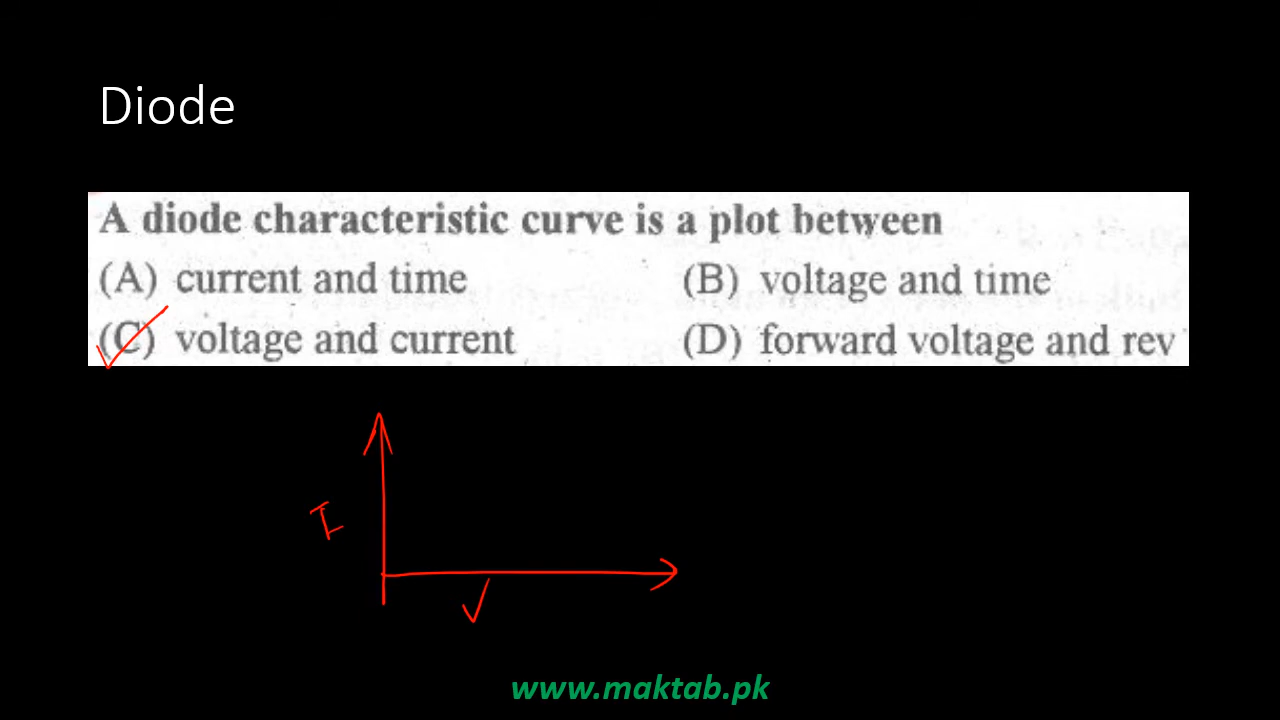 Diode
A diode characteristic curve is a plot between
(A) current and time (B) voltage and time
(C) voltage and current (D) forward voltage and rev
I
V
www.maktab.pk